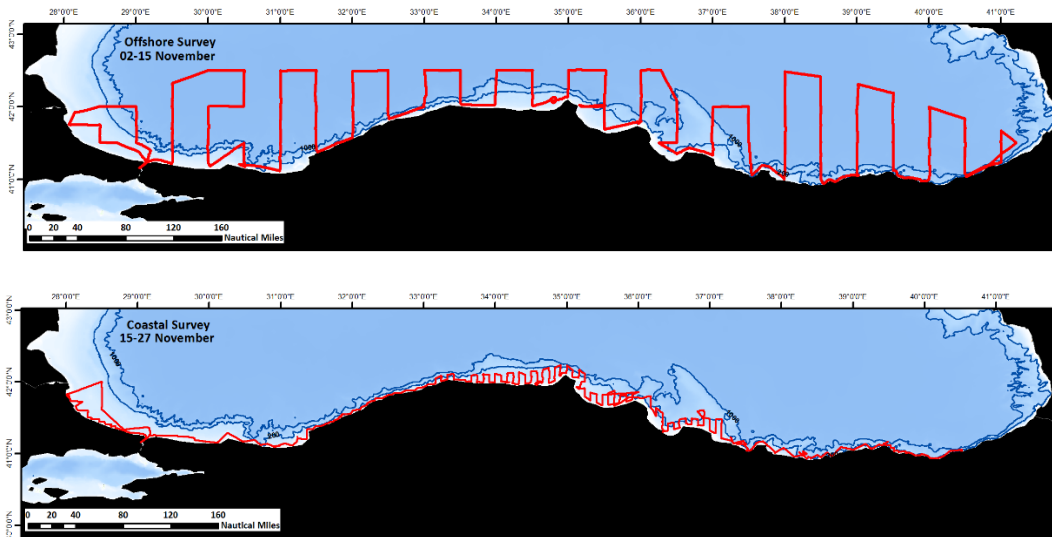 28°0'0"E 29°0'0"E 30°0'0"E 31°0'0"E 32°0'0"E 33°0'0"E 34°0'0"E 35°0'0"E 36°0'0"E 37°0'0"E 38°0'0"E 39°0'0"E 40°0'0"E 41°0'0"E
43°0'0"N
Offshore Survey
02-15 November
42°0'0"N
1000
1000
200
41°0'0"N
0 20 40 80 120 160
Nautical Miles
28°0'0"E 29°0'0"E 30°0'0"E 31°0'0"E 32°0'0"E 33°0'0"E 34°0'0"E 35°0'0"E 36°0'0"E 37°0'0"E 38°0'0"E 39°0'0"E 40°0'0"E 41°0'0"E
43°0'0"N
Coastal Survey
15-27 November
1000
42°0'0"N
1000
200
41°0'0"N
0 20 40 80 120 160
Nautical Miles